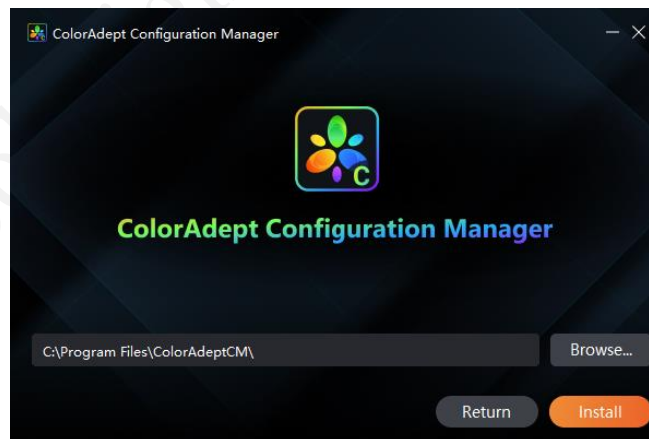 ColorAdept Configuration Manager
C
ColorAdept Configuration Manager
C:\Program Files\ColorAdeptCM\
Browse...
Return
Install